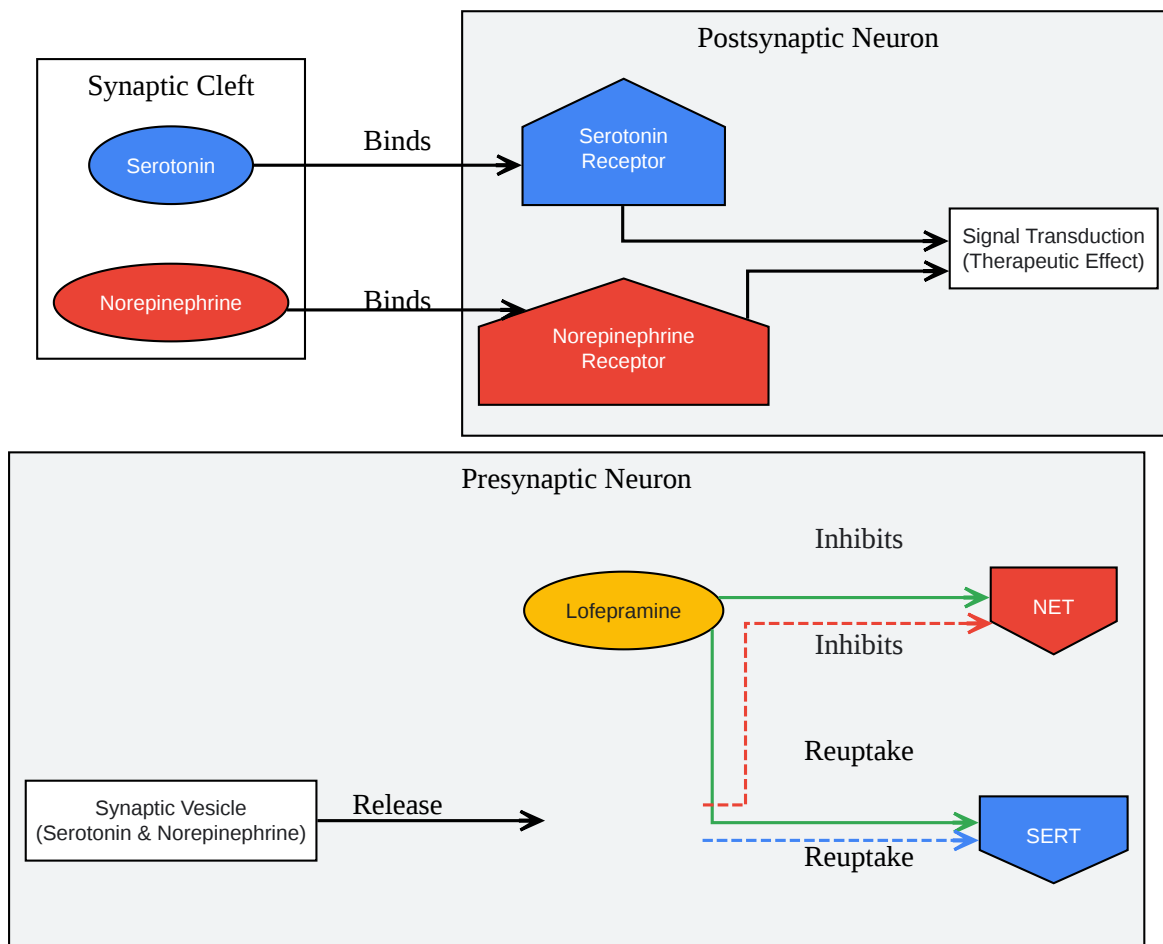 Postsynaptic Neuron
Synaptic Cleft
Serotonin
Binds
Serotonin
Receptor
Signal Transduction
(Therapeutic Effect)
Norepinephrine
Binds
Norepinephrine
Receptor
Presynaptic Neuron
Inhibits
Lofepramine
NET
Inhibits
Reuptake
Synaptic Vesicle
(Serotonin & Norepinephrine)
Release
SERT
Reuptake